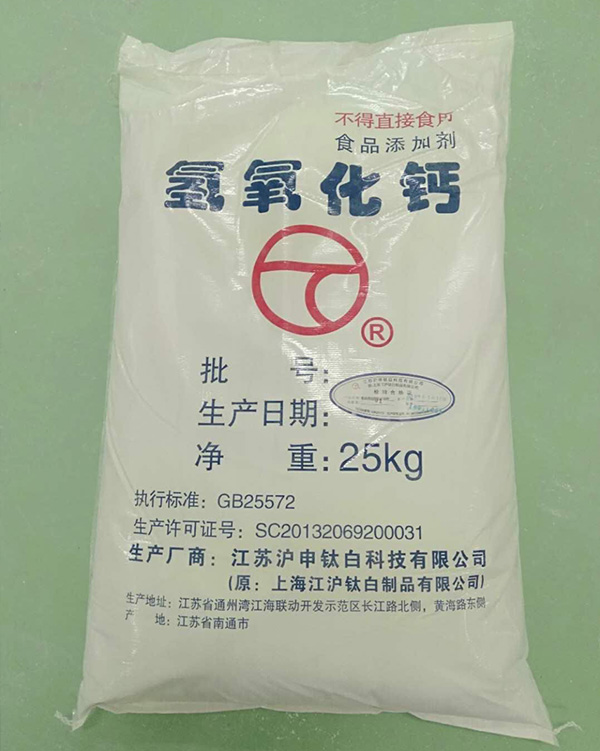 不得直接食用
食品添加剂
氢氧化钙
®
批 号:
生产日期:
净 重: 25kg
执行标准: GB25572
生产许可证号: SC20132069200031
生产厂商: 江苏沪申钛白科技有限公司
(原: 上海江沪钛白制品有限公司)
生产地址: 江苏省通州湾江海联动开发示范区长江路北侧, 黄海路东侧
产 地: 江苏省南通市